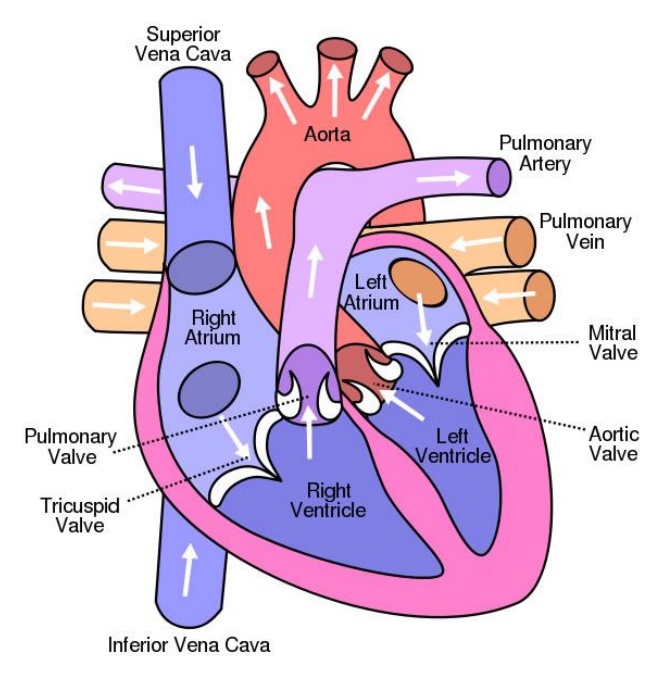 Superior
Vena Cava
Aorta
Pulmonary
Artery
Pulmonary
Vein
Left
Atrium
Right
Atrium
Mitral
Valve
Pulmonary
Valve
Aortic
Valve
Left
Ventricle
Tricuspid
Valve
Right
Ventricle
Inferior Vena Cava